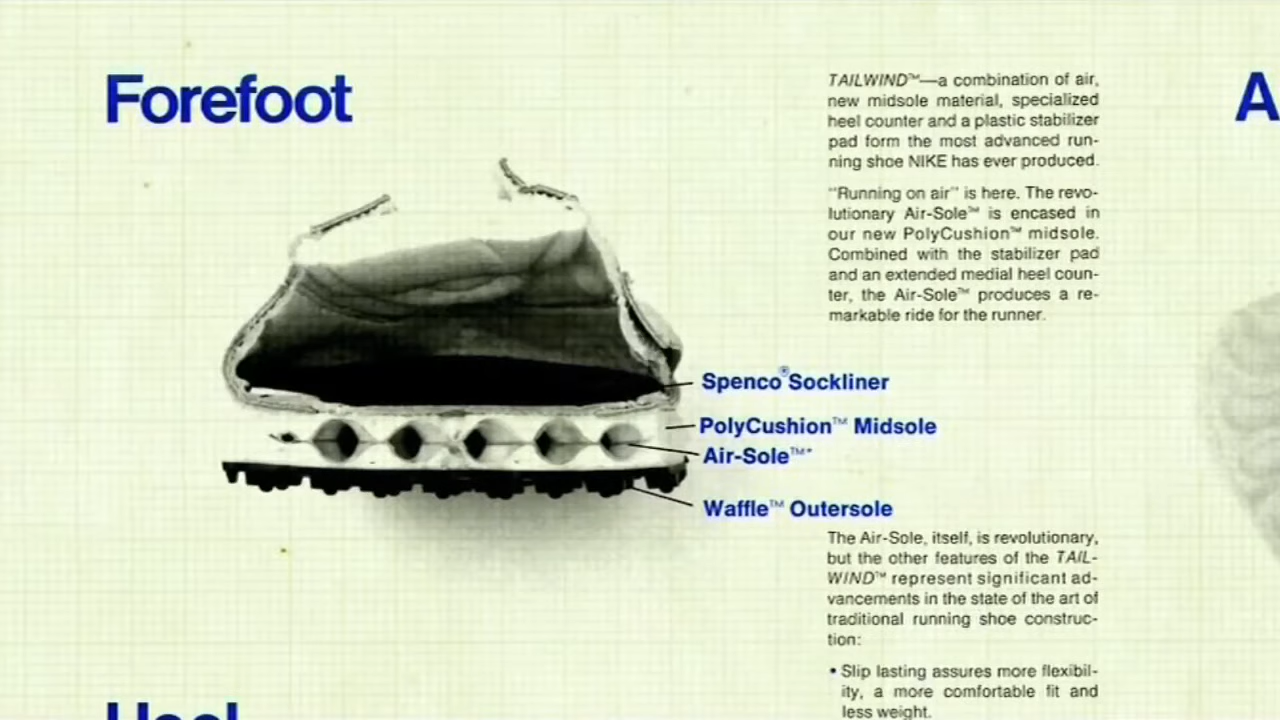 Forefoot
TAILWIND™—a combination of air,
new midsole material, specialized
heel counter and a plastic stabilizer
pad form the most advanced run-
ning shoe NIKE has ever produced.
"Running on air" is here. The revo-
lutionary Air-Sole™ is encased in
our new PolyCushion™ midsole.
Combined with the stabilizer pad
and an extended medial heel coun-
ter, the Air-Sole™ produces a re-
markable ride for the runner.
Spenco® Sockliner
PolyCushion™ Midsole
Air-Sole™*
Waffle™ Outersole
The Air-Sole, itself, is revolutionary,
but the other features of the TAIL-
WIND™ represent significant ad-
vancements in the state of the art of
traditional running shoe construc-
tion:
• Slip lasting assures more flexibil-
ity, a more comfortable fit and
less weight.
Heel
A